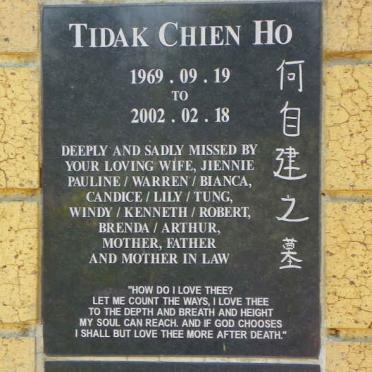 TIDAK CHIEN HO
1969 . 09 . 19
TO
2002 . 02 . 18
何自建之墓
DEEPLY AND SADLY MISSED BY
YOUR LOVING WIFE, JIENNIE
PAULINE / WARREN / BIANCA,
CANDICE / LILY / TUNG,
WINDY / KENNETH / ROBERT,
BRENDA / ARTHUR,
MOTHER, FATHER
AND MOTHER IN LAW
"HOW DO I LOVE THEE?
LET ME COUNT THE WAYS, I LOVE THEE
TO THE DEPTH AND BREATH AND HEIGHT
MY SOUL CAN REACH. AND IF GOD CHOOSES
I SHALL BUT LOVE THEE MORE AFTER DEATH."